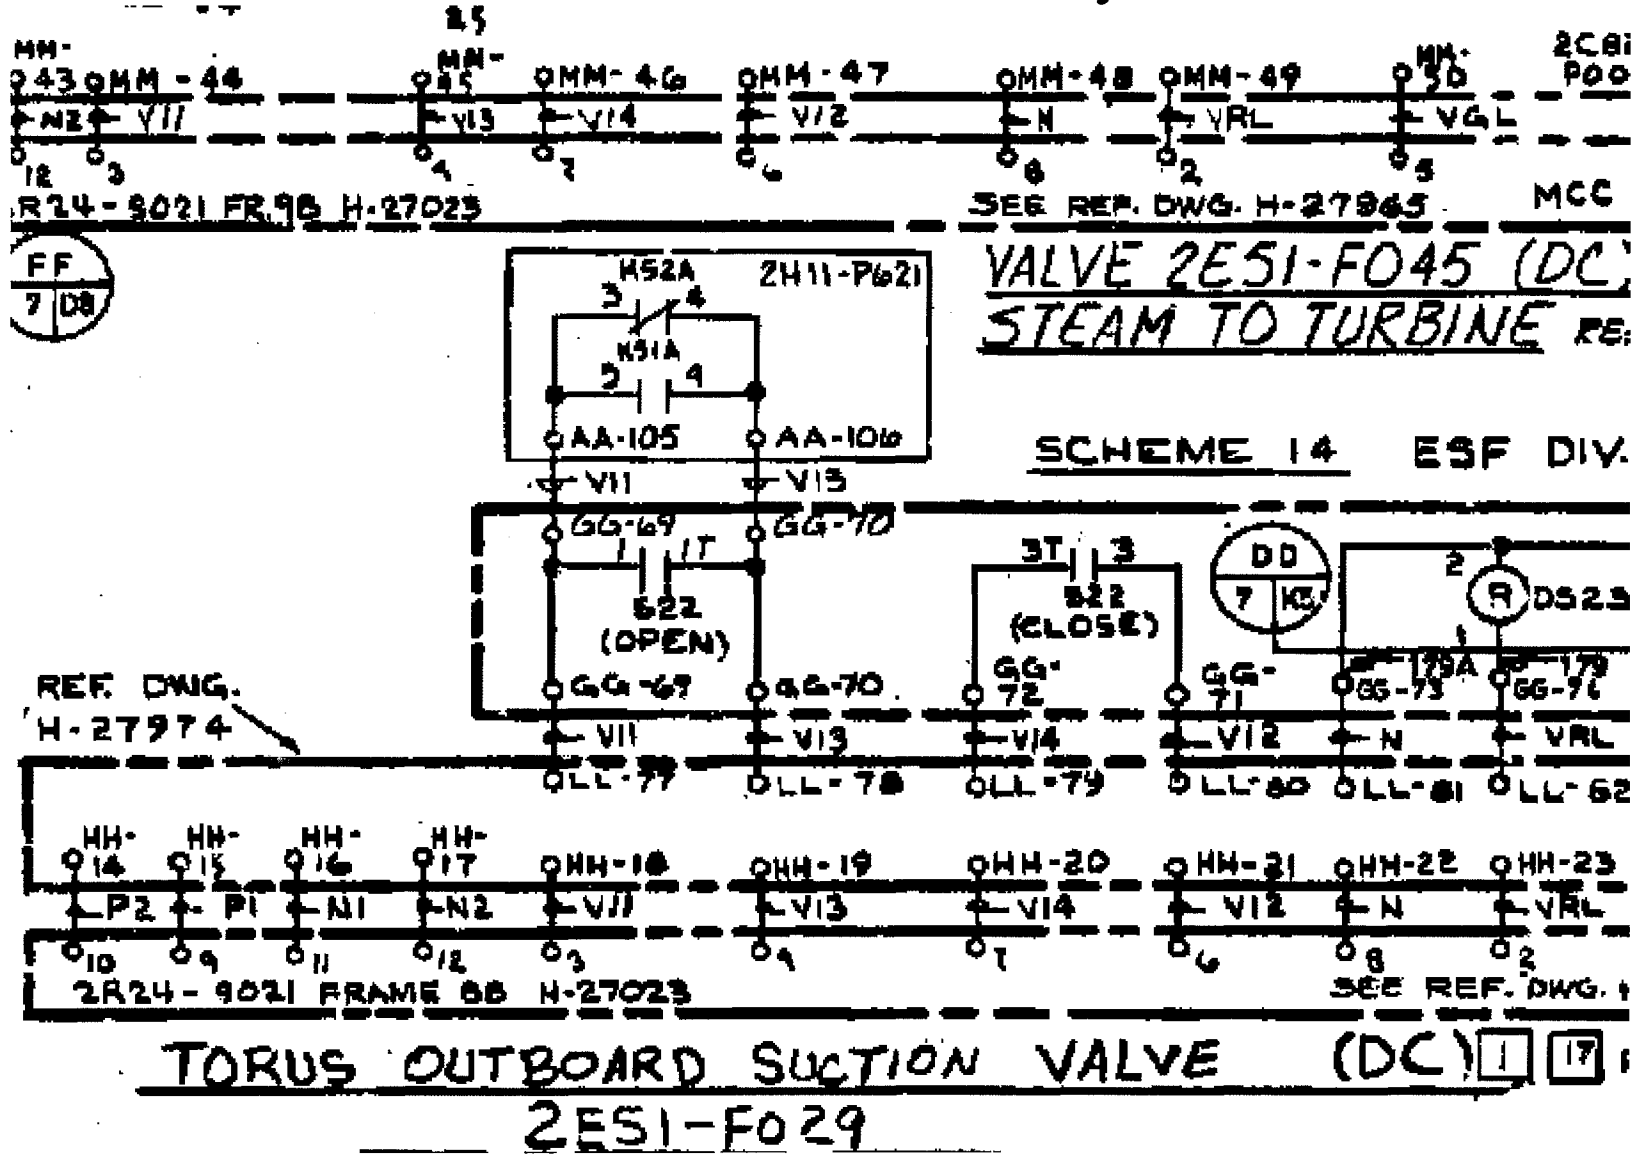 25
MM-43 MM-44 MM-45 MM-46 MM-47 MM-48 MM-49 MM-50
N2 V11 V13 V14 V12 N VRL VGL
12 3 4 7 6 8 2 5
2R24-9021 FR.9B H-27023 SEE REF. DWG. H-27965 MCC
FF
7 D8
K52A 2H11-P621
3 4
K51A
3 4
AA-105 AA-106
VALVE 2E51-F045 (DC)
STEAM TO TURBINE
SCHEME 14 ESF DIV.
V11 V13
GG-69 GG-70
1 1T 3T 3
S22 S22
(OPEN) (CLOSE)
DD
7 K5
2
R
1
179A 179
GG-69 GG-70 GG-72 GG-71 GG-73
REF. DWG.
H-27974
V11 V13 V14 V12 N VRL
LL-77 LL-78 LL-79 LL-80 LL-81 LL-82
HH-14 HH-15 HH-16 HH-17 HH-18 HH-19 HH-20 HH-21 HH-22 HH-23
P2 P1 N1 N2 V11 V13 V14 V12 N VRL
10 9 11 12 3 4 7 6 8 2
2R24-9021 FRAME 8B H-27023 SEE REF. DWG.
TORUS OUTBOARD SUCTION VALVE (DC) 1 17
2E51-F029